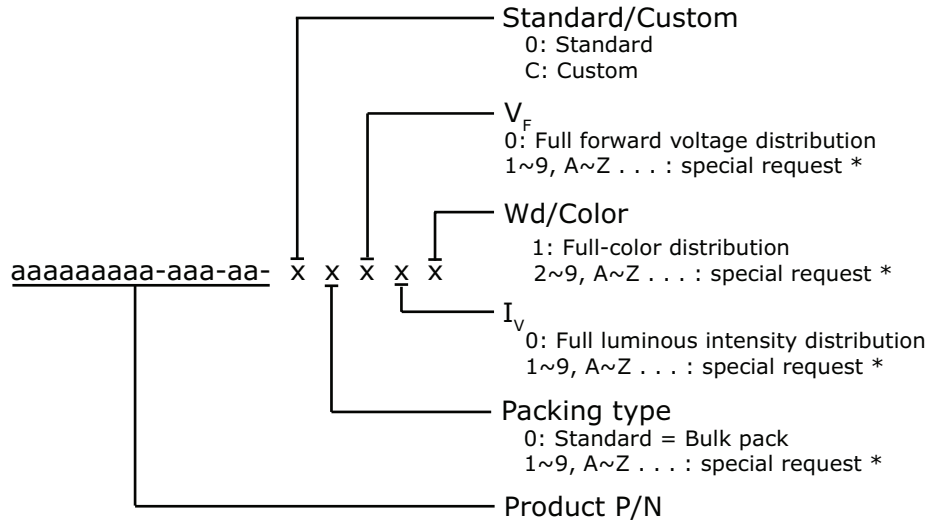 Standard/Custom
0: Standard
C: Custom
VF
0: Full forward voltage distribution
1~9, A~Z . . . : special request *
Wd/Color
1: Full-color distribution
2~9, A~Z . . . : special request *
aaaaaaaaa-aaa-aa- x x x x x
IV
0: Full luminous intensity distribution
1~9, A~Z . . . : special request *
Packing type
0: Standard = Bulk pack
1~9, A~Z . . . : special request *
Product P/N